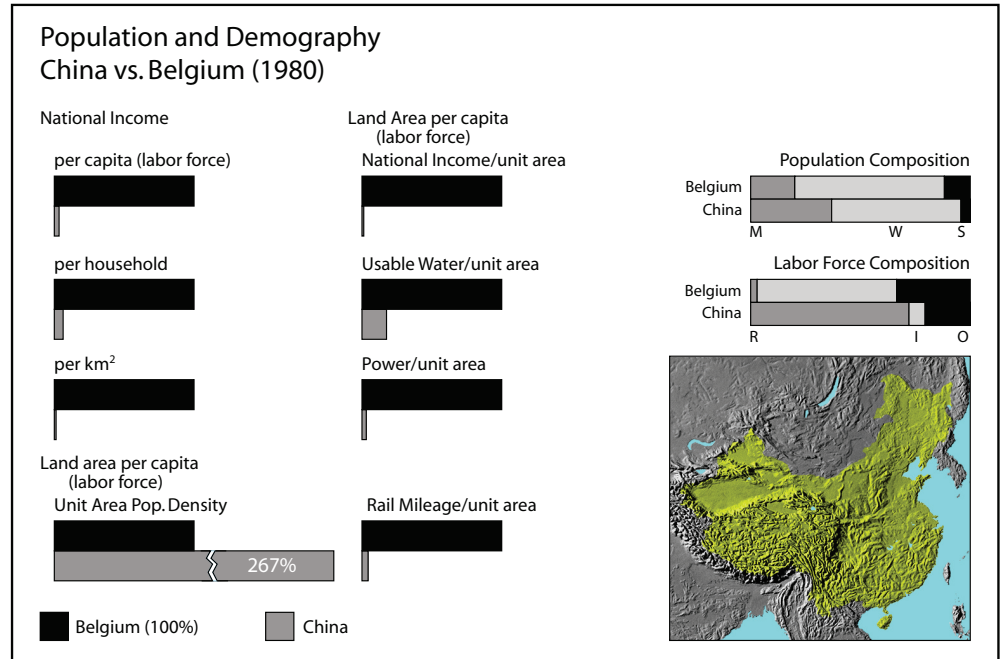 Population and Demography
China vs. Belgium (1980)
National Income
per capita (labor force)
per household
per km²
Land area per capita
(labor force)
Unit Area Pop. Density
267%
Land Area per capita
(labor force)
National Income/unit area
Usable Water/unit area
Power/unit area
Rail Mileage/unit area
Population Composition
Belgium
China
M W S
Labor Force Composition
Belgium
China
R I O
Belgium (100%)
China